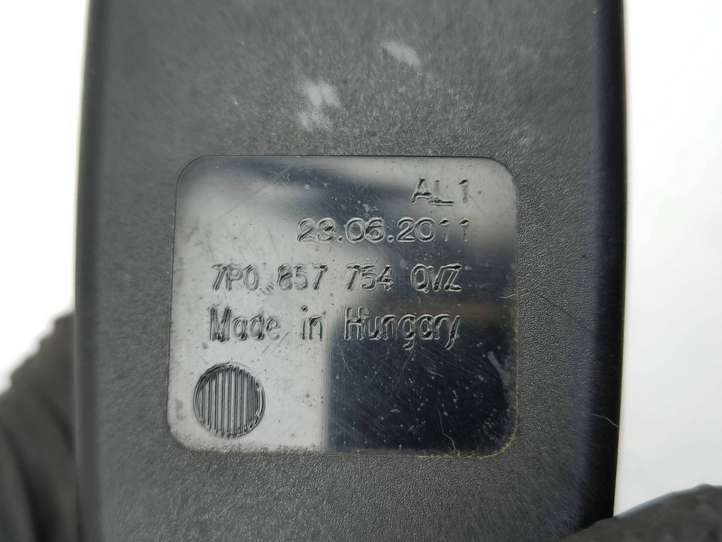 AL1
23.06.2011
7P0 857 754 QVZ
Made in Hungary